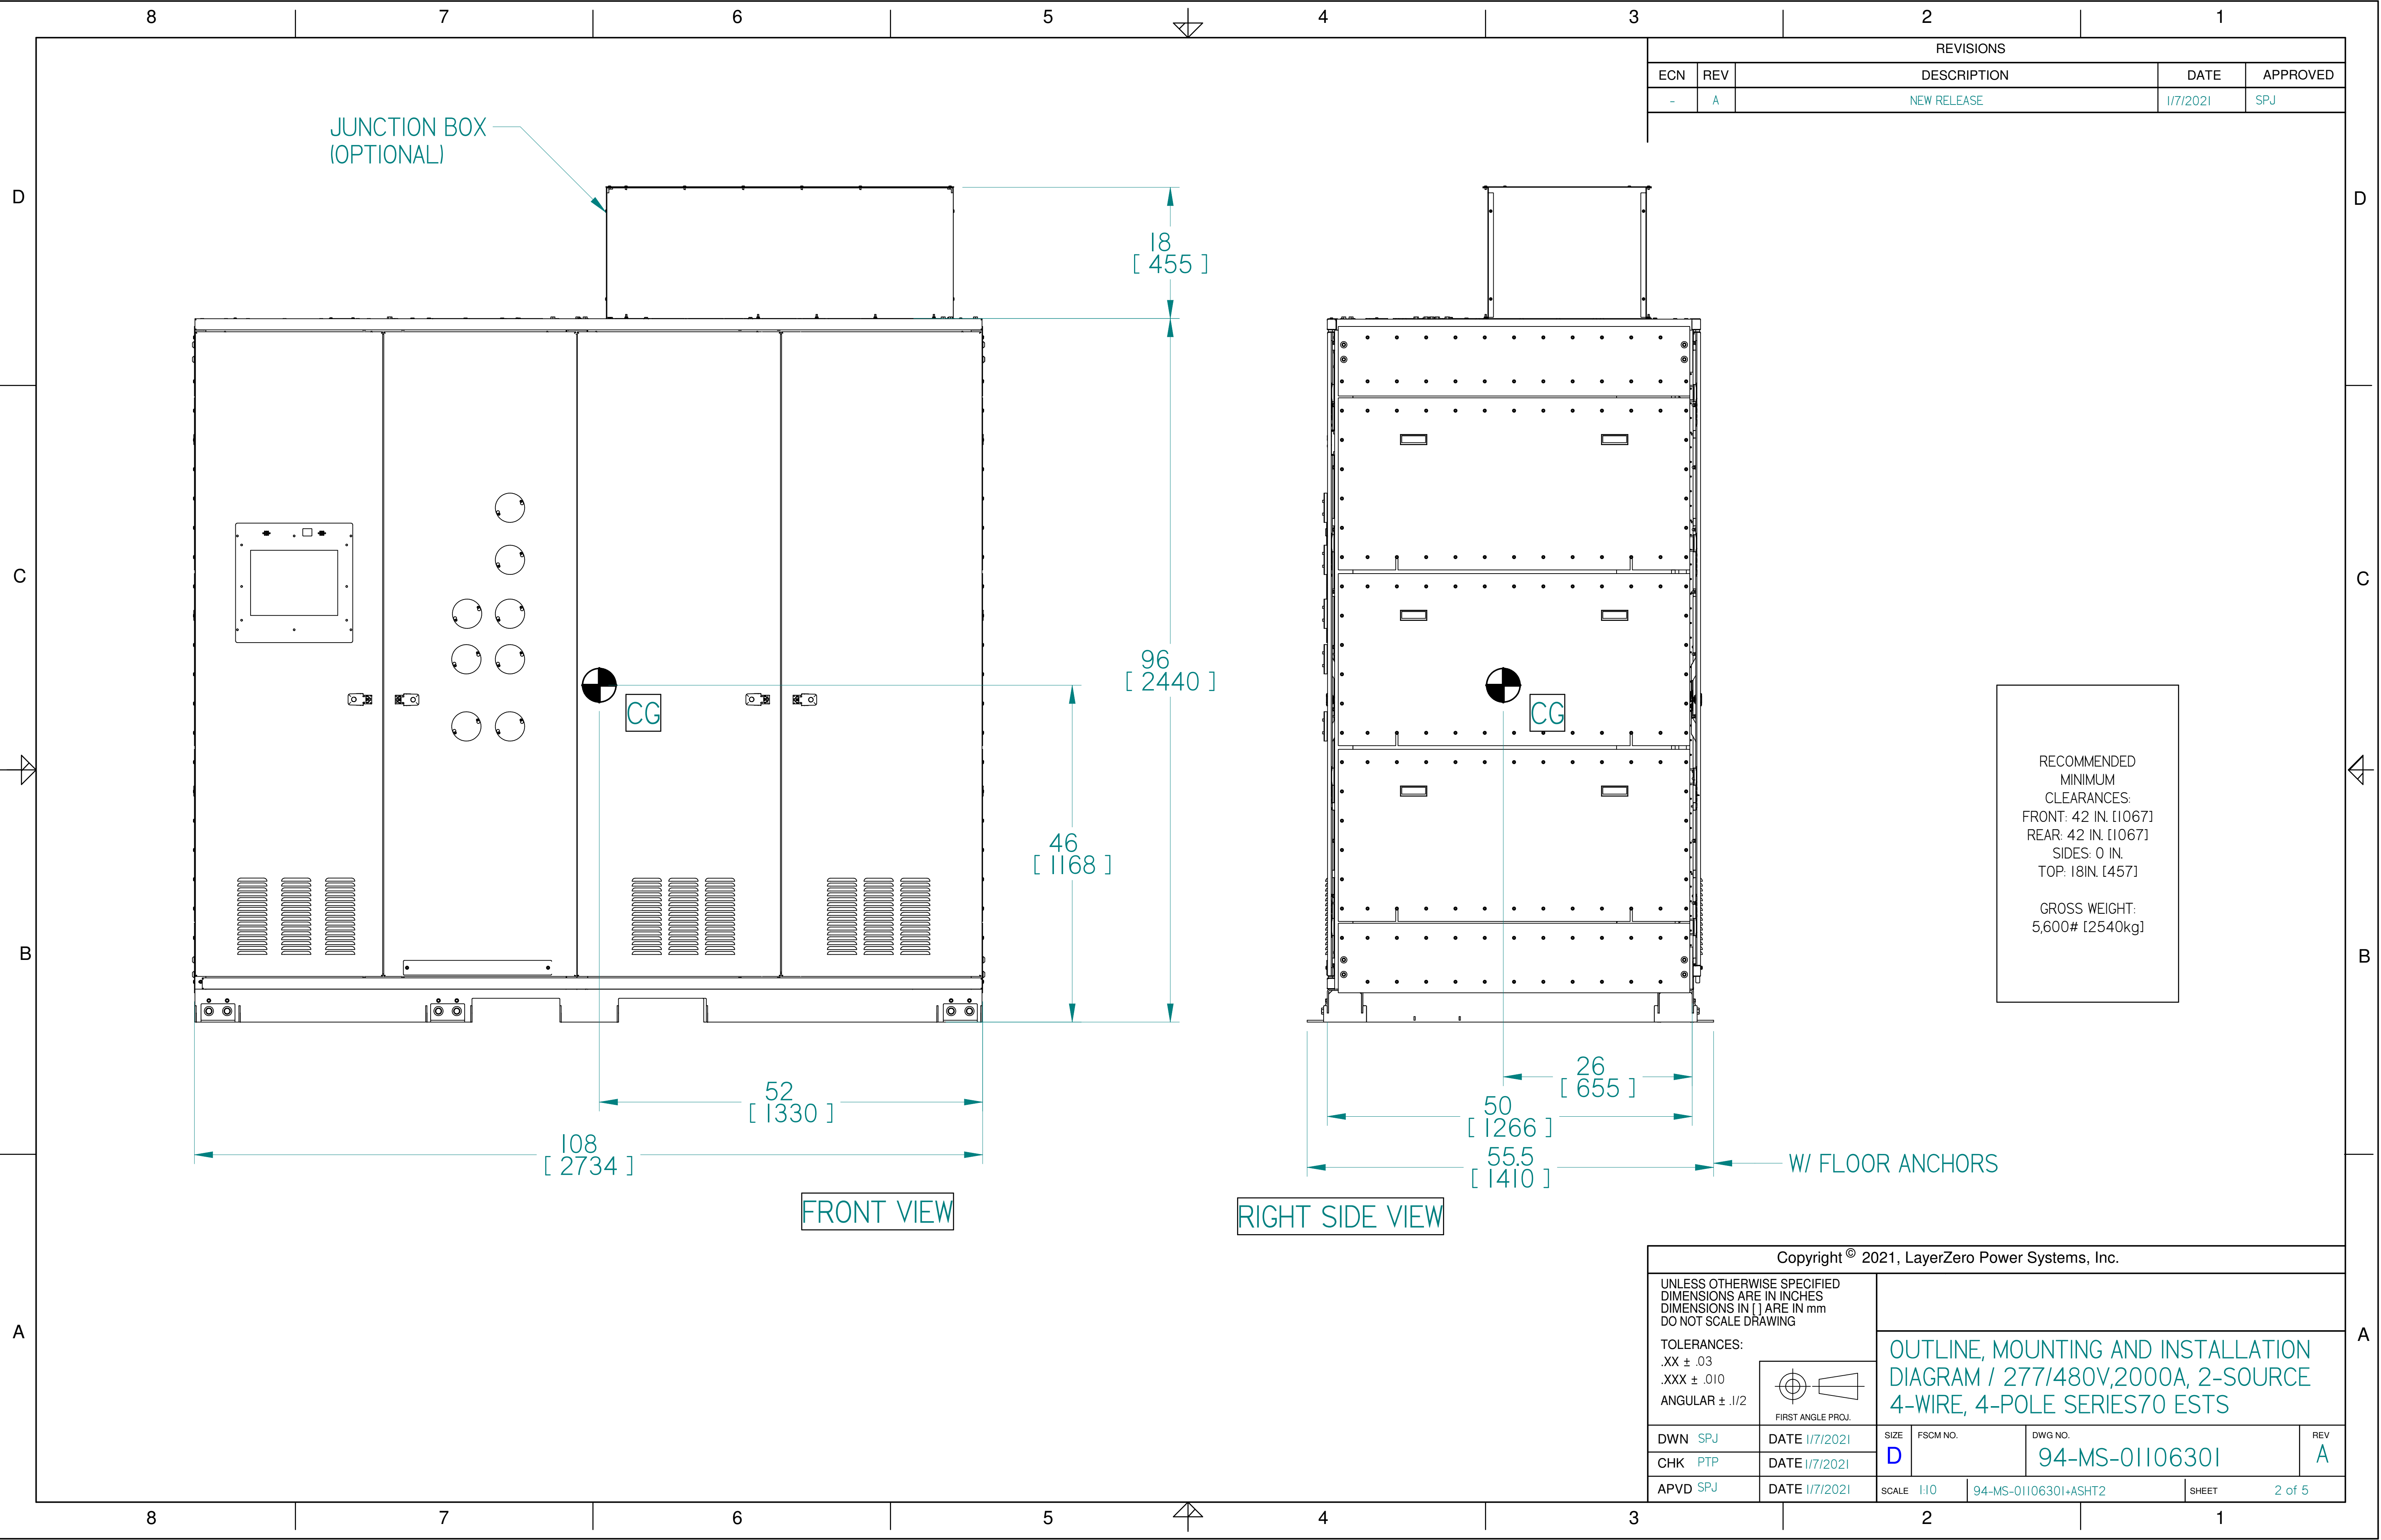 8 7 6 5 4 3 2 1
REVISIONS
ECN REV DESCRIPTION DATE APPROVED
- A NEW RELEASE 1/7/2021 SPJ
JUNCTION BOX
(OPTIONAL)
D D
18
[ 455 ]
C C
96
[ 2440 ]
CG CG
46
[ 1168 ]
RECOMMENDED
MINIMUM
CLEARANCES:
FRONT: 42 IN. [1067]
REAR: 42 IN. [1067]
SIDES: 0 IN.
TOP: 18IN. [457]
GROSS WEIGHT:
5,600# [2540kg]
B B
52
[ 1330 ]
108
[ 2734 ]
26
[ 655 ]
50
[ 1266 ]
55.5
[ 1410 ]
W/ FLOOR ANCHORS
FRONT VIEW
RIGHT SIDE VIEW
A A
Copyright © 2021, LayerZero Power Systems, Inc.
UNLESS OTHERWISE SPECIFIED
DIMENSIONS ARE IN INCHES
DIMENSIONS IN [ ] ARE IN mm
DO NOT SCALE DRAWING
TOLERANCES:
.XX ± .03
.XXX ± .010
ANGULAR ± .1/2
FIRST ANGLE PROJ.
OUTLINE, MOUNTING AND INSTALLATION
DIAGRAM / 277/480V,2000A, 2-SOURCE
4-WIRE, 4-POLE SERIES70 ESTS
DWN SPJ DATE 1/7/2021
CHK PTP DATE 1/7/2021
APVD SPJ DATE 1/7/2021
SIZE D FSCM NO. DWG NO. 94-MS-01106301 REV A
SCALE 1:10 94-MS-01106301+ASHT2 SHEET 2 of 5
8 7 6 5 4 3 2 1